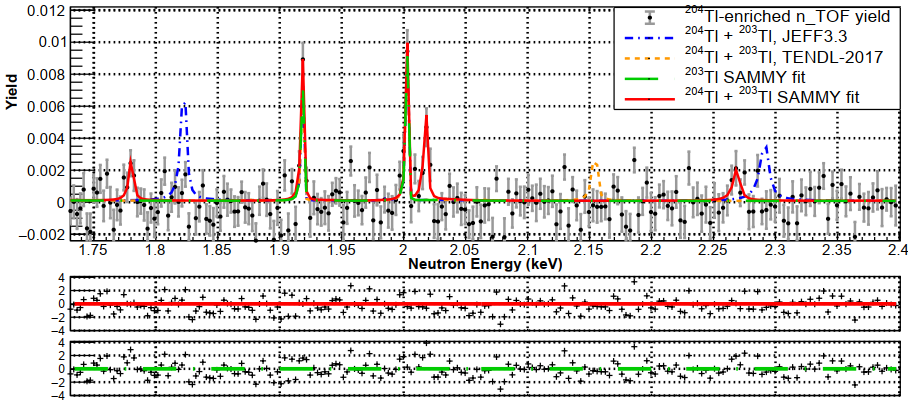 0.012
0.01
0.008
0.006
0.004
0.002
0
−0.002
Yield
²⁰⁴Tl-enriched n_TOF yield
²⁰⁴Tl + ²⁰³Tl, JEFF3.3
²⁰⁴Tl + ²⁰³Tl, TENDL-2017
²⁰³Tl SAMMY fit
²⁰⁴Tl + ²⁰³Tl SAMMY fit
1.75 1.8 1.85 1.9 1.95 2 2.05 2.1 2.15 2.2 2.25 2.3 2.35 2.4
Neutron Energy (keV)
4
2
0
−2
−4
4
2
0
−2
−4